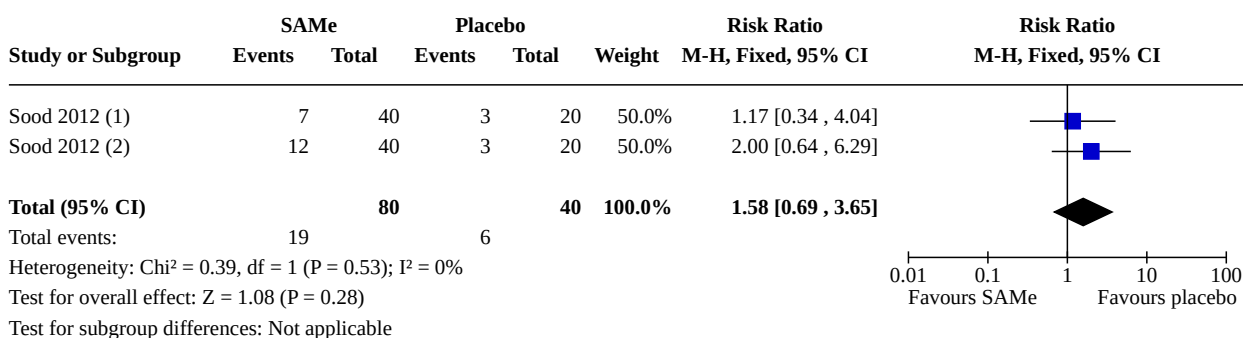 SAMe Placebo Risk Ratio Risk Ratio
Study or Subgroup Events Total Events Total Weight M-H, Fixed, 95% CI M-H, Fixed, 95% CI
Sood 2012 (1) 7 40 3 20 50.0% 1.17 [0.34 , 4.04]
Sood 2012 (2) 12 40 3 20 50.0% 2.00 [0.64 , 6.29]
Total (95% CI) 80 40 100.0% 1.58 [0.69 , 3.65]
Total events: 19 6
Heterogeneity: Chi² = 0.39, df = 1 (P = 0.53); I² = 0%
0.01 0.1 1 10 100
Test for overall effect: Z = 1.08 (P = 0.28)
Favours SAMe Favours placebo
Test for subgroup differences: Not applicable